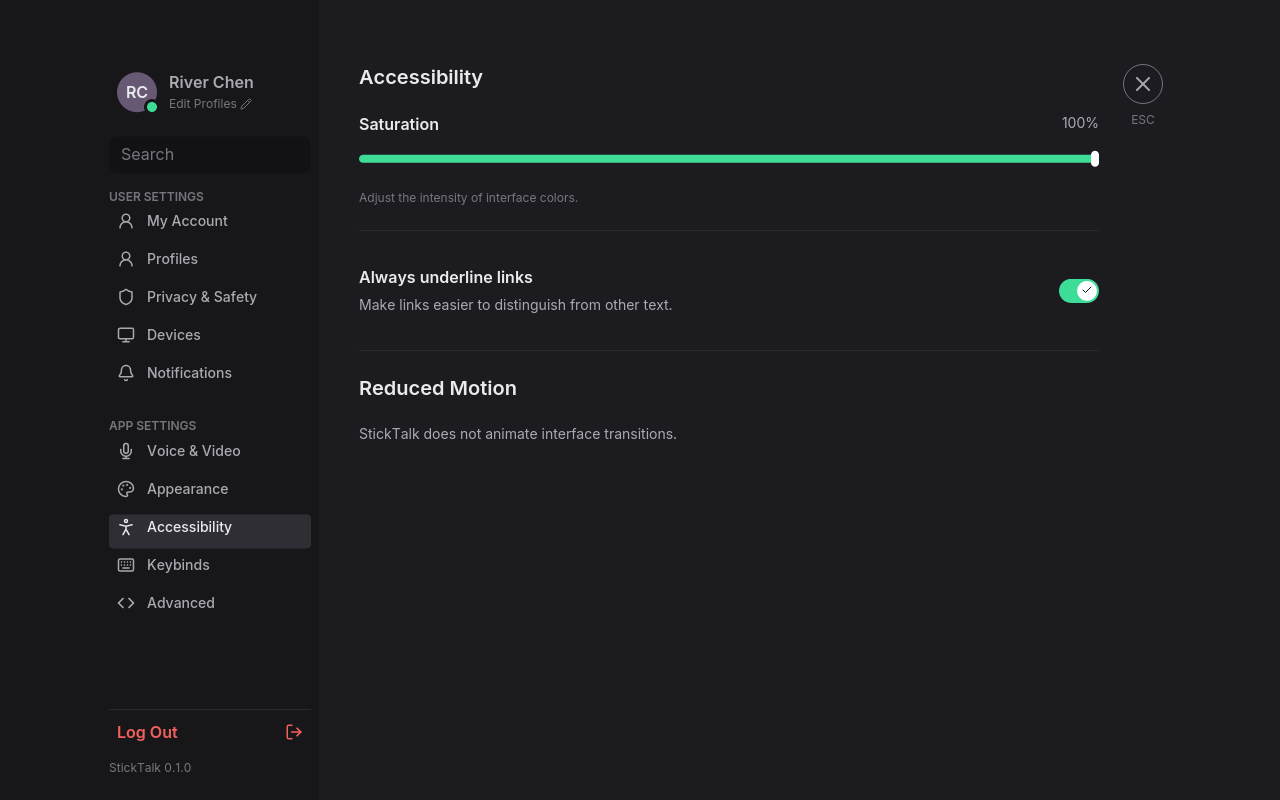 RC
River Chen
Edit Profiles
Search
USER SETTINGS
My Account
Profiles
Privacy & Safety
Devices
Notifications
APP SETTINGS
Voice & Video
Appearance
Accessibility
Keybinds
Advanced
Log Out
StickTalk 0.1.0
Accessibility
Saturation
100%
Adjust the intensity of interface colors.
Always underline links
Make links easier to distinguish from other text.
Reduced Motion
StickTalk does not animate interface transitions.
ESC